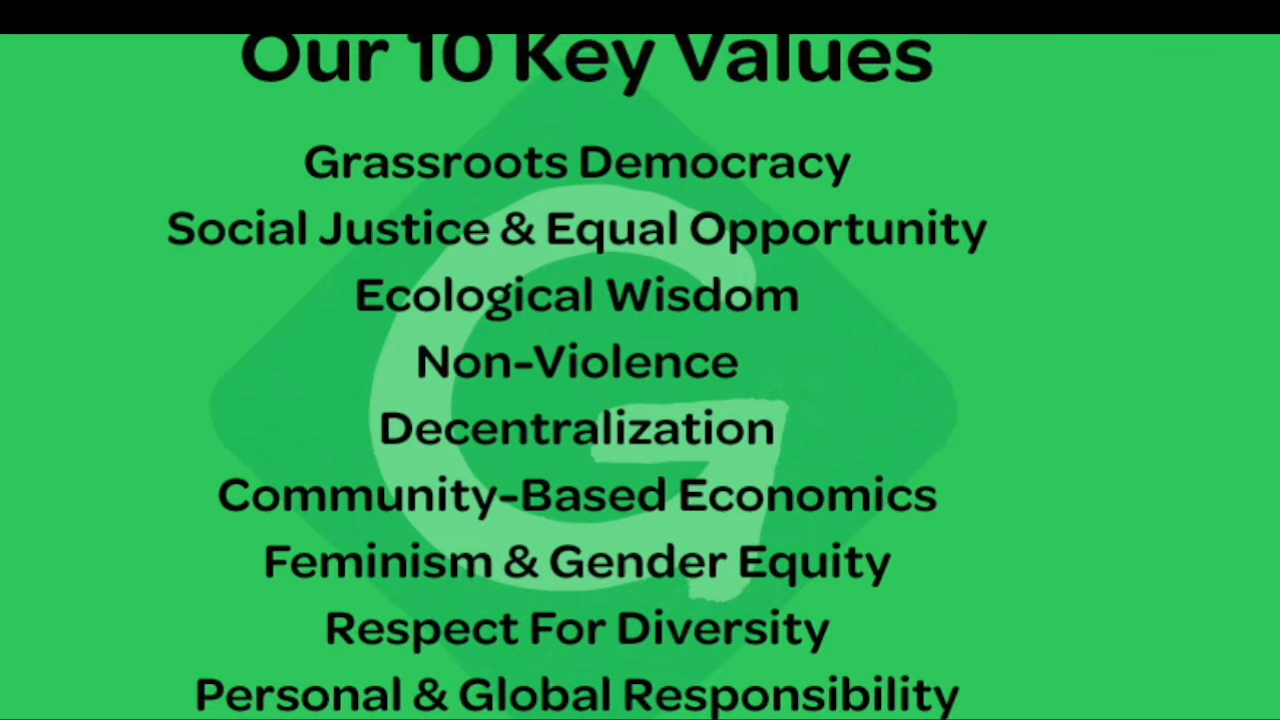 Our 10 Key Values
Grassroots Democracy
Social Justice & Equal Opportunity
Ecological Wisdom
Non-Violence
Decentralization
Community-Based Economics
Feminism & Gender Equity
Respect For Diversity
Personal & Global Responsibility
G